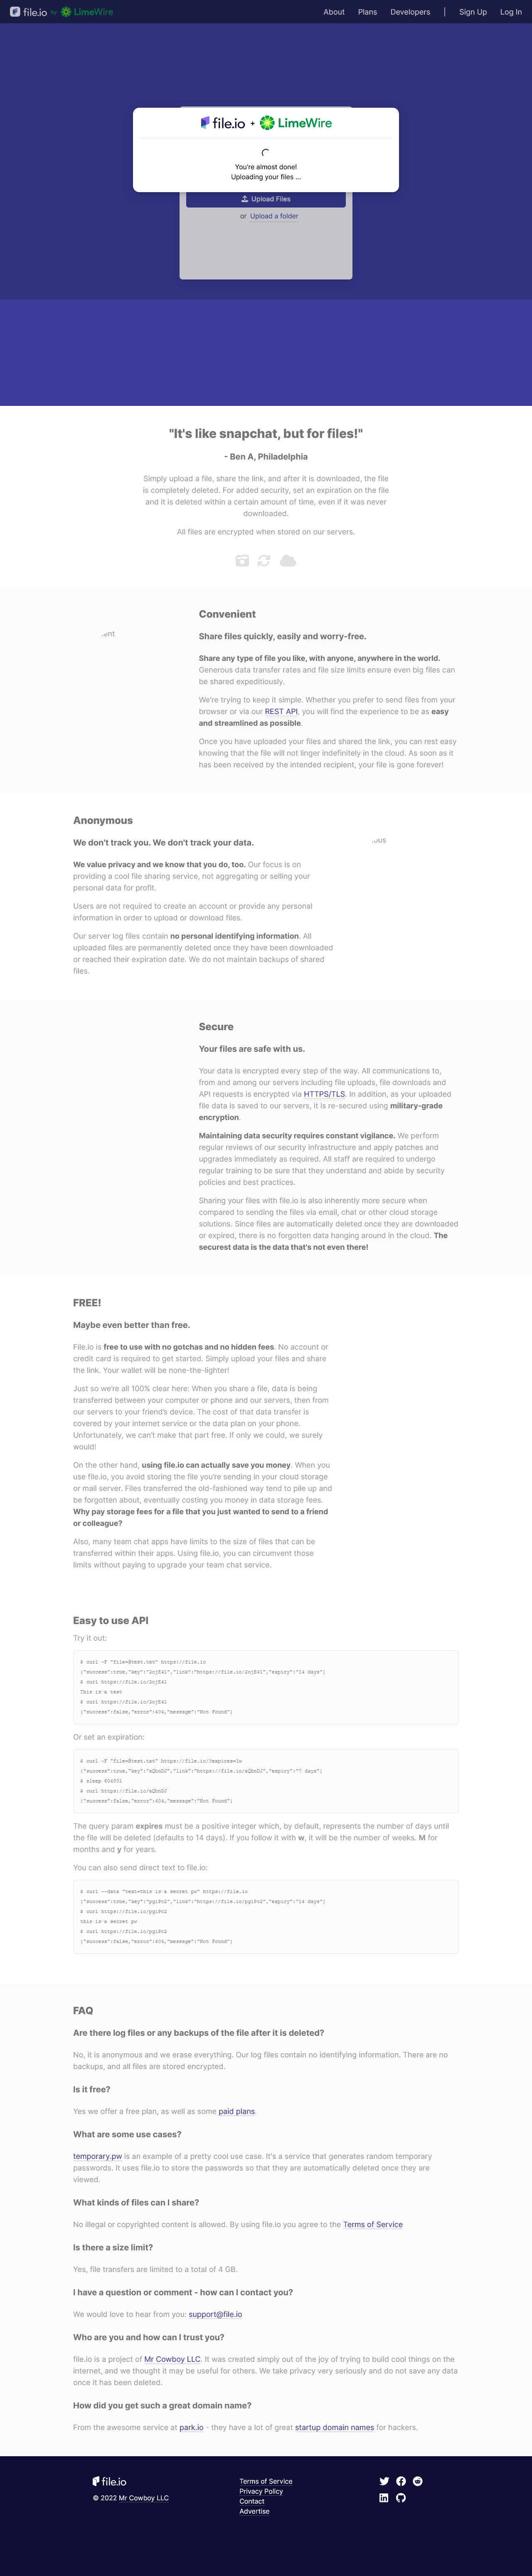 file.io by LimeWire
About
Plans
Developers
|
Sign Up
Log In
file.io + LimeWire
You're almost done!
Uploading your files ...
Upload Files
or Upload a folder
"It's like snapchat, but for files!"
- Ben A, Philadelphia
Simply upload a file, share the link, and after it is downloaded, the file
is completely deleted. For added security, set an expiration on the file
and it is deleted within a certain amount of time, even if it was never
downloaded.
All files are encrypted when stored on our servers.
Convenient
Share files quickly, easily and worry-free.
Share any type of file you like, with anyone, anywhere in the world.
Generous data transfer rates and file size limits ensure even big files can
be shared expeditiously.
We're trying to keep it simple. Whether you prefer to send files from your
browser or via our REST API, you will find the experience to be as easy
and streamlined as possible.
Once you have uploaded your files and shared the link, you can rest easy
knowing that the file will not linger indefinitely in the cloud. As soon as it
has been received by the intended recipient, your file is gone forever!
Anonymous
We don't track you. We don't track your data.
We value privacy and we know that you do, too. Our focus is on
providing a cool file sharing service, not aggregating or selling your
personal data for profit.
Users are not required to create an account or provide any personal
information in order to upload or download files.
Our server log files contain no personal identifying information. All
uploaded files are permanently deleted once they have been downloaded
or reached their expiration date. We do not maintain backups of shared
files.
Secure
Your files are safe with us.
Your data is encrypted every step of the way. All communications to,
from and among our servers including file uploads, file downloads and
API requests is encrypted via HTTPS/TLS. In addition, as your uploaded
file data is saved to our servers, it is re-secured using military-grade
encryption.
Maintaining data security requires constant vigilance. We perform
regular reviews of our security infrastructure and apply patches and
upgrades immediately as required. All staff are required to undergo
regular training to be sure that they understand and abide by security
policies and best practices.
Sharing your files with file.io is also inherently more secure when
compared to sending the files via email, chat or other cloud storage
solutions. Since files are automatically deleted once they are downloaded
or expired, there is no forgotten data hanging around in the cloud. The
securest data is the data that's not even there!
FREE!
Maybe even better than free.
File.io is free to use with no gotchas and no hidden fees. No account or
credit card is required to get started. Simply upload your files and share
the link. Your wallet will be none-the-lighter!
Just so we're all 100% clear here: When you share a file, data is being
transferred between your computer or phone and our servers, then from
our servers to your friend's device. The cost of that data transfer is
covered by your internet service or the data plan on your phone.
Unfortunately, we can't make that part free. If only we could, we surely
would!
On the other hand, using file.io can actually save you money. When you
use file.io, you avoid storing the file you're sending in your cloud storage
or mail server. Files transferred the old-fashioned way tend to pile up and
be forgotten about, eventually costing you money in data storage fees.
Why pay storage fees for a file that you just wanted to send to a friend
or colleague?
Also, many team chat apps have limits to the size of files that can be
transferred within their apps. Using file.io, you can circumvent those
limits without paying to upgrade your team chat service.
Easy to use API
Try it out:
# curl -F "file=@test.txt" https://file.io
{"success":true,"key":"2ojE41","link":"https://file.io/2ojE41","expiry":"14 days"}
# curl https://file.io/2ojE41
This is a test
# curl https://file.io/2ojE41
{"success":false,"error":404,"message":"Not Found"}
Or set an expiration:
# curl -F "file=@test.txt" https://file.io/?expires=1w
{"success":true,"key":"aQbnDJ","link":"https://file.io/aQbnDJ","expiry":"7 days"}
# sleep 604801
# curl https://file.io/aQbnDJ
{"success":false,"error":404,"message":"Not Found"}
The query param expires must be a positive integer which, by default, represents the number of days until
the file will be deleted (defaults to 14 days). If you follow it with w, it will be the number of weeks. M for
months and y for years.
You can also send direct text to file.io:
# curl --data "text=this is a secret pw" https://file.io
{"success":true,"key":"pgiPc2","link":"https://file.io/pgiPc2","expiry":"14 days"}
# curl https://file.io/pgiPc2
this is a secret pw
# curl https://file.io/pgiPc2
{"success":false,"error":404,"message":"Not Found"}
FAQ
Are there log files or any backups of the file after it is deleted?
No, it is anonymous and we erase everything. Our log files contain no identifying information. There are no
backups, and all files are stored encrypted.
Is it free?
Yes we offer a free plan, as well as some paid plans.
What are some use cases?
temporary.pw is an example of a pretty cool use case. It's a service that generates random temporary
passwords. It uses file.io to store the passwords so that they are automatically deleted once they are
viewed.
What kinds of files can I share?
No illegal or copyrighted content is allowed. By using file.io you agree to the Terms of Service
Is there a size limit?
Yes, file transfers are limited to a total of 4 GB.
I have a question or comment - how can I contact you?
We would love to hear from you: support@file.io
Who are you and how can I trust you?
file.io is a project of Mr Cowboy LLC. It was created simply out of the joy of trying to build cool things on the
internet, and we thought it may be useful for others. We take privacy very seriously and do not save any data
once it has been deleted.
How did you get such a great domain name?
From the awesome service at park.io - they have a lot of great startup domain names for hackers.
file.io
© 2022 Mr Cowboy LLC
Terms of Service
Privacy Policy
Contact
Advertise